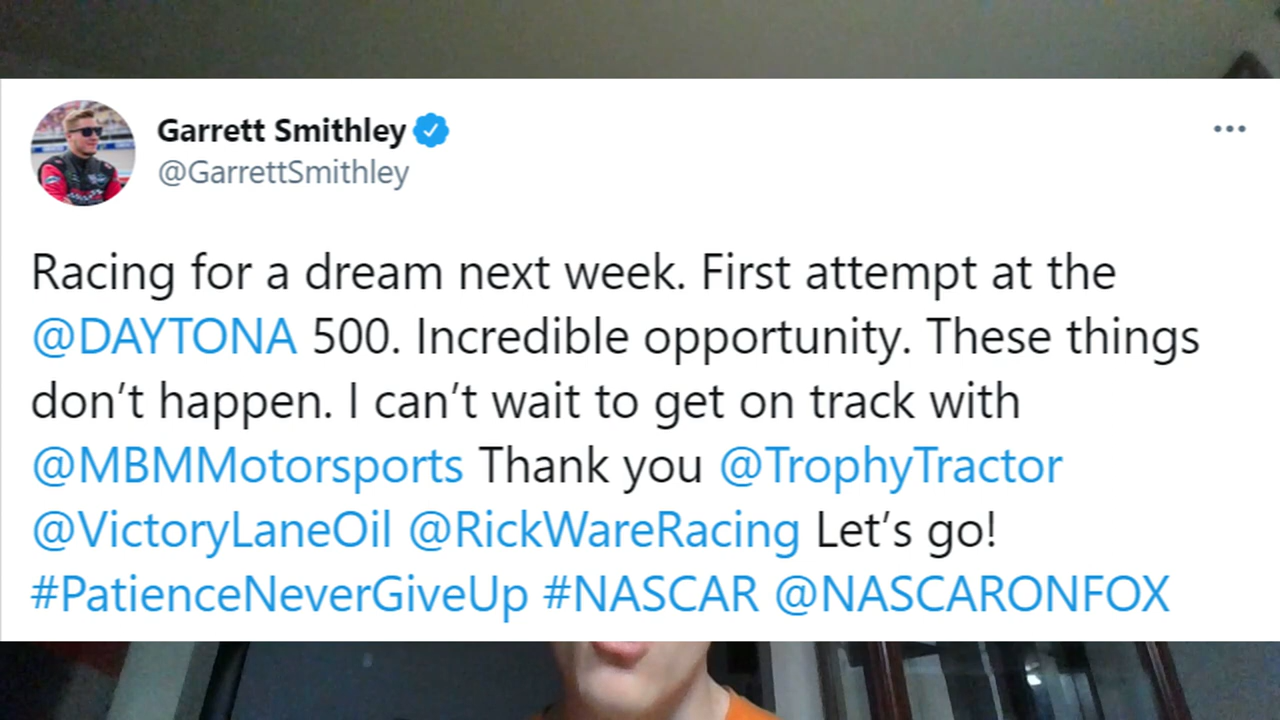 Garrett Smithley
@GarrettSmithley
Racing for a dream next week. First attempt at the
@DAYTONA 500. Incredible opportunity. These things
don’t happen. I can’t wait to get on track with
@MBMMotorsports Thank you @TrophyTractor
@VictoryLaneOil @RickWareRacing Let’s go!
#PatienceNeverGiveUp #NASCAR @NASCARONFOX